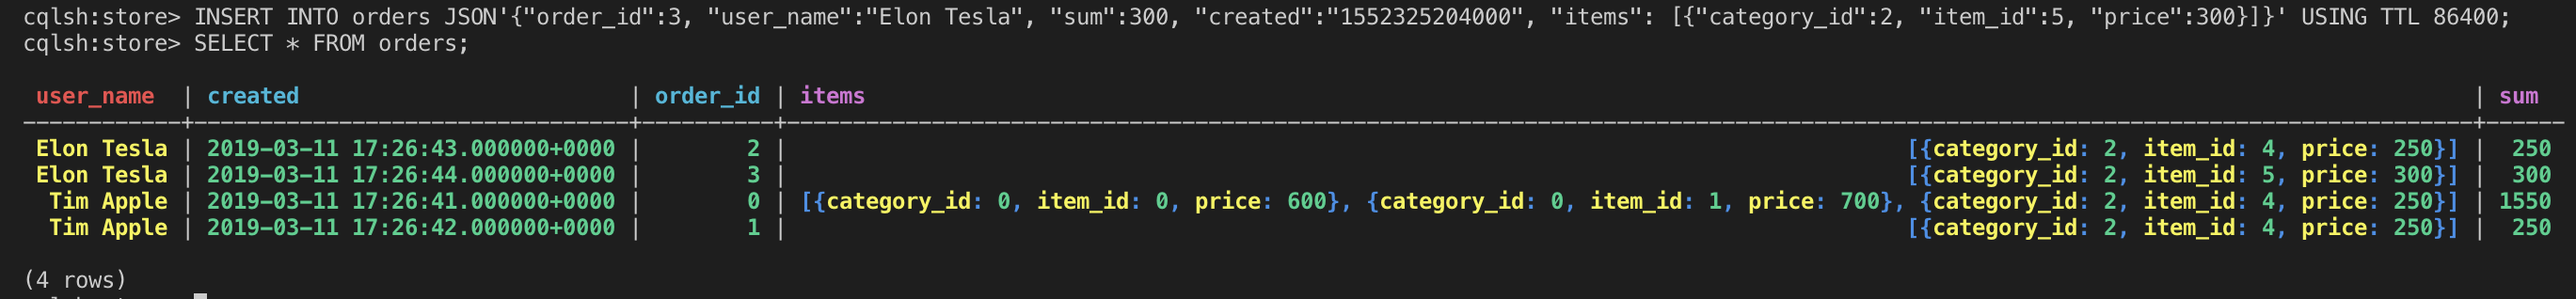 cqlsh:store> INSERT INTO orders JSON'{"order_id":3, "user_name":"Elon Tesla", "sum":300, "created":"1552325204000", "items": [{"category_id":2, "item_id":5, "price":300}]}' USING TTL 86400;
cqlsh:store> SELECT * FROM orders;
user_name | created | order_id | items | sum
Elon Tesla | 2019-03-11 17:26:43.000000+0000 | 2 | [{category_id: 2, item_id: 4, price: 250}] | 250
Elon Tesla | 2019-03-11 17:26:44.000000+0000 | 3 | [{category_id: 2, item_id: 5, price: 300}] | 300
Tim Apple | 2019-03-11 17:26:41.000000+0000 | 0 | [{category_id: 0, item_id: 0, price: 600}, {category_id: 0, item_id: 1, price: 700}, {category_id: 2, item_id: 4, price: 250}] | 1550
Tim Apple | 2019-03-11 17:26:42.000000+0000 | 1 | [{category_id: 2, item_id: 4, price: 250}] | 250
(4 rows)